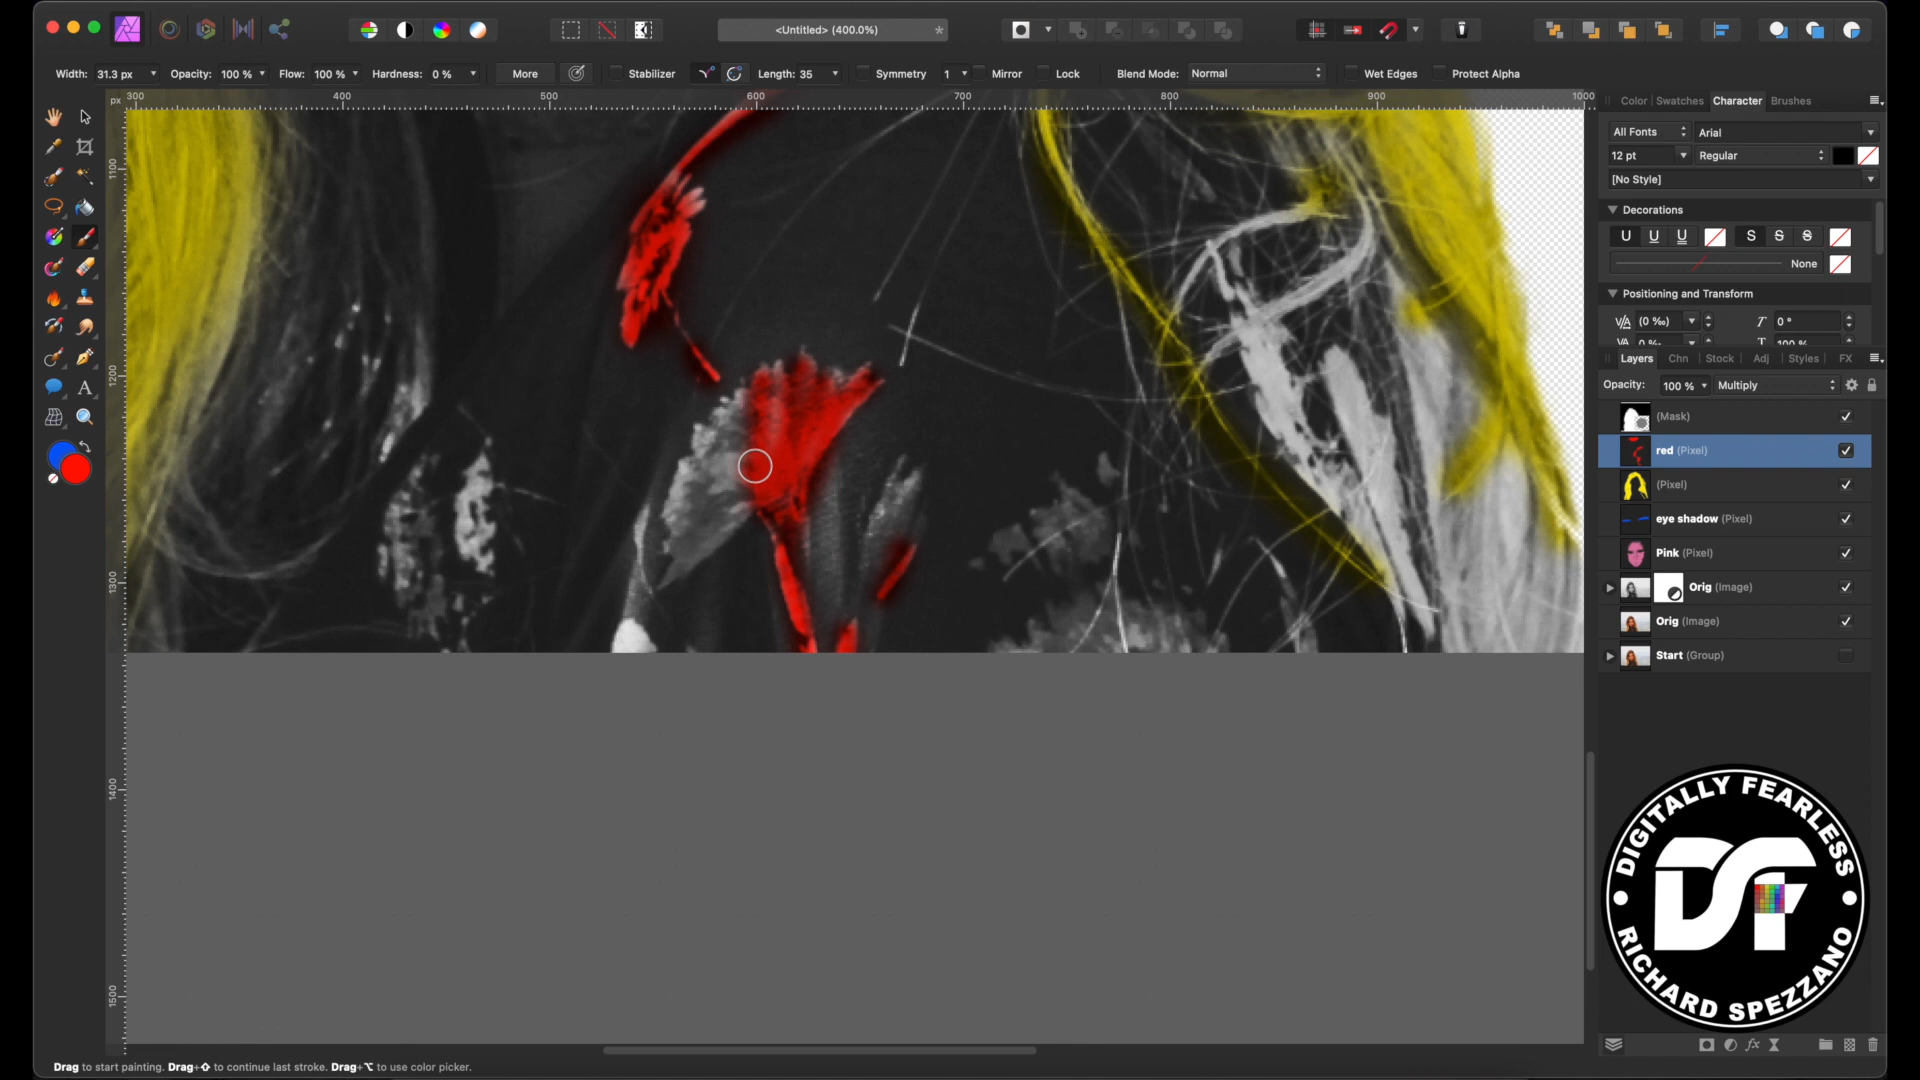 <Untitled> (400.0%)
*
Width: 31.3 px Opacity: 100 % Flow: 100 % Hardness: 0 % More Stabilizer Length: 35 Symmetry 1 Mirror Lock Blend Mode: Normal Wet Edges Protect Alpha
px 300 400 500 600 700 800 900 1000
1100
1200
1300
1400
1500
Color Swatches Character Brushes
All Fonts Arial
12 pt Regular
[No Style]
Decorations
U U U S S S
None
Positioning and Transform
V/A (0 ‰) T 0 °
VA 0 ‰ T 100 %
Layers Chn Stock Adj Styles FX
Opacity: 100 % Multiply
(Mask)
red (Pixel)
(Pixel)
eye shadow (Pixel)
Pink (Pixel)
Orig (Image)
Orig (Image)
Start (Group)
DIGITALLY FEARLESS
DF
RICHARD SPEZZANO
Drag to start painting. Drag+⇧ to continue last stroke. Drag+⌥ to use color picker.